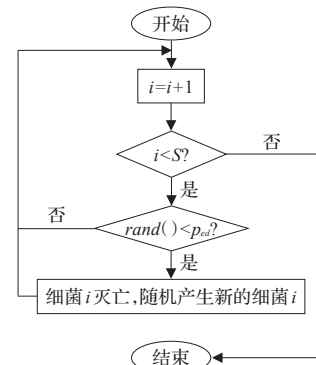 开始
i=i+1
i<S?
否
是
rand( )<p_ed?
否
是
细菌i灭亡,随机产生新的细菌i
结束